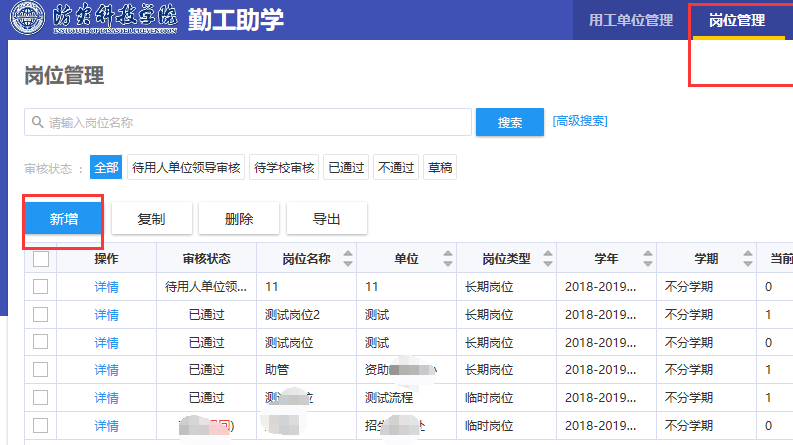 防灾科技学院 勤工助学 用工单位管理 岗位管理
INSTITUTE OF DISASTER PREVENTION
岗位管理
请输入岗位名称 搜索 [高级搜索]
审核状态 : 全部 待用人单位领导审核 待学校审核 已通过 不通过 草稿
新增 复制 删除 导出
操作 审核状态 岗位名称 单位 岗位类型 学年 学期 当前
详情 待用人单位领... 11 11 长期岗位 2018-2019... 不分学期 0
详情 已通过 测试岗位2 测试 长期岗位 2018-2019... 不分学期 1
详情 已通过 测试岗位 测试 长期岗位 2018-2019... 不分学期 0
详情 已通过 助管 资助 长期岗位 2018-2019... 不分学期 1
详情 已通过 测 测试流程 临时岗位 2018-2019... 不分学期 1
详情 招 处 临时岗位 2018-2019... 不分学期 0